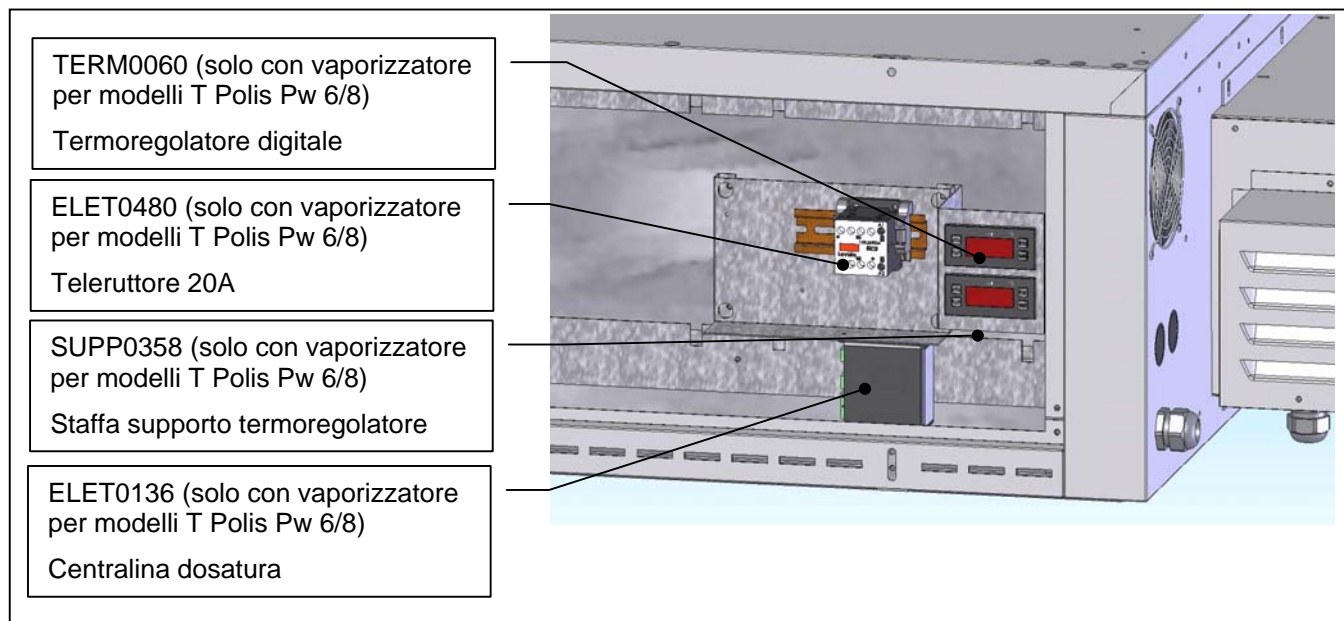 TERM0060 (solo con vaporizzatore
per modelli T Polis Pw 6/8)
Termoregolatore digitale
ELET0480 (solo con vaporizzatore
per modelli T Polis Pw 6/8)
Teleruttore 20A
SUPP0358 (solo con vaporizzatore
per modelli T Polis Pw 6/8)
Staffa supporto termoregolatore
ELET0136 (solo con vaporizzatore
per modelli T Polis Pw 6/8)
Centralina dosatura